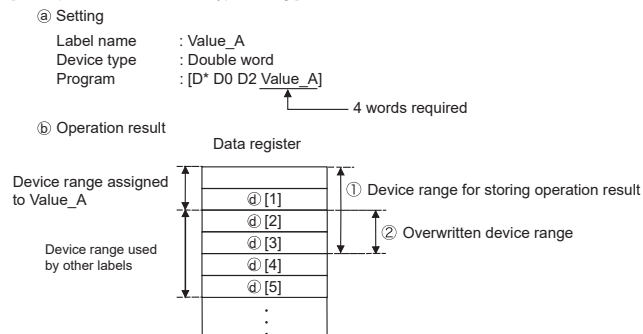 ⓐ Setting
Label name : Value_A
Device type : Double word
Program : [D* D0 D2 Value_A]
4 words required
ⓑ Operation result
Data register
Device range assigned
to Value_A
ⓓ [1]
① Device range for storing operation result
ⓓ [2]
② Overwritten device range
ⓓ [3]
Device range used
by other labels
ⓓ [4]
ⓓ [5]